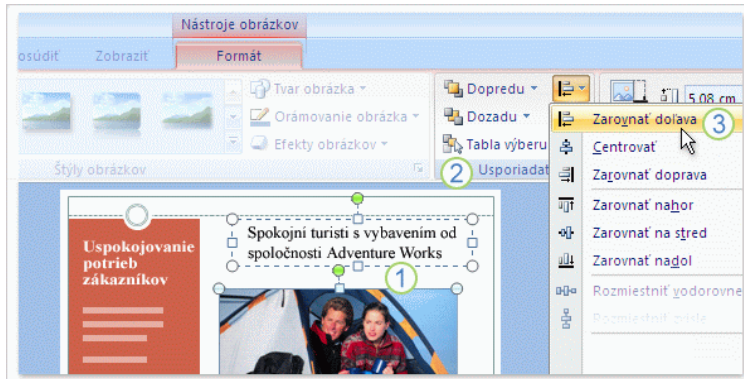 Nástroje obrázkov
osúdiť Zobraziť Formát
Tvar obrázka
Orámovanie obrázka
Efekty obrázkov
Štýly obrázkov
Dopredu
Dozadu
Tabla výberu
2 Usporiadať
5,08 cm
Zarovnať doľava 3
Centrovať
Zarovnať doprava
Zarovnať nahor
Zarovnať na stred
Zarovnať nadol
Rozmiestniť vodorovne
Rozmiestniť zvisle
Uspokojovanie
potrieb
zákazníkov
Spokojní turisti s vybavením od
spoločnosti Adventure Works
1